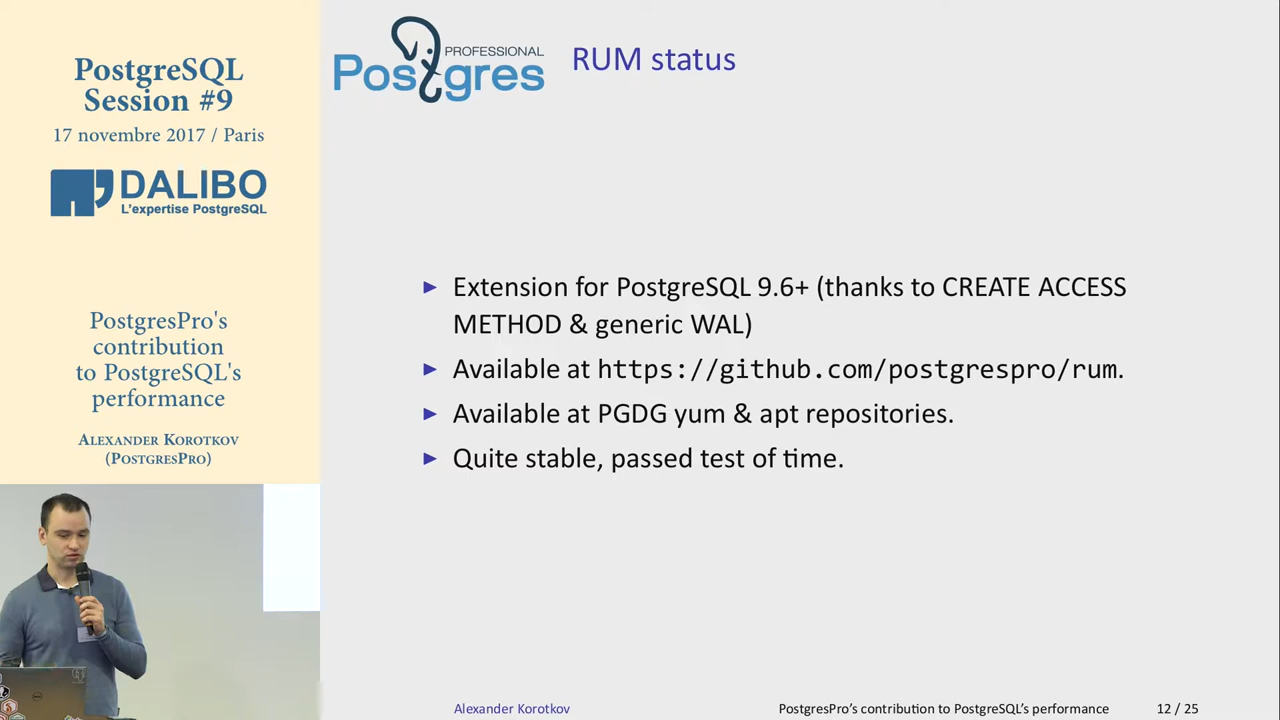 PostgreSQL
Session #9
17 novembre 2017 / Paris
DALIBO
L'expertise PostgreSQL
PostgresPro's
contribution
to PostgreSQL's
performance
Alexander Korotkov
(PostgresPro)
PROFESSIONAL
Postgres
RUM status
▶ Extension for PostgreSQL 9.6+ (thanks to CREATE ACCESS
METHOD & generic WAL)
▶ Available at https://github.com/postgrespro/rum.
▶ Available at PGDG yum & apt repositories.
▶ Quite stable, passed test of time.
Alexander Korotkov
PostgresPro's contribution to PostgreSQL's performance
12 / 25